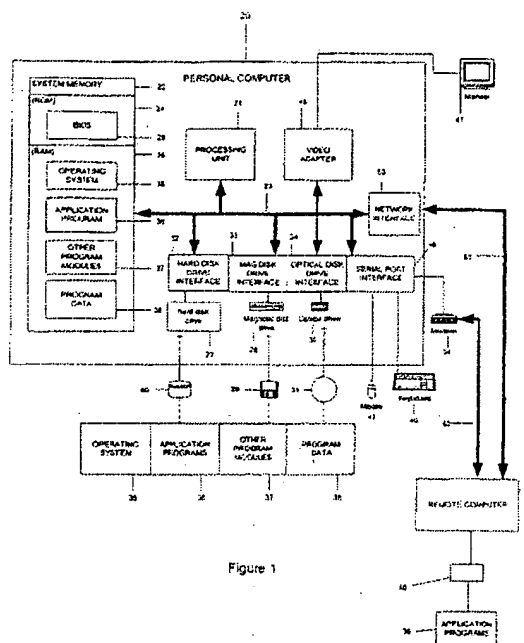 20
PERSONAL COMPUTER
SYSTEM MEMORY
22
(ROM)
24
BIOS
26
(RAM)
25
OPERATING SYSTEM
35
APPLICATION PROGRAM
36
OTHER PROGRAM MODULES
37
PROGRAM DATA
38
21
PROCESSING UNIT
48
VIDEO ADAPTER
Monitor
47
23
53
NETWORK INTERFACE
32
HARD DISK DRIVE INTERFACE
33
MAG DISK DRIVE INTERFACE
34
OPTICAL DISK DRIVE INTERFACE
SERIAL PORT INTERFACE
46
51
hard disk drive
27
Magnetic disk drive
28
Optical drive
30
Modem
54
29
31
Mouse
42
Keyboard
40
52
OPERATING SYSTEM
APPLICATION PROGRAMS
OTHER PROGRAM MODULES
PROGRAM DATA
35
36
37
38
REMOTE COMPUTER
Figure 1
APPLICATION PROGRAMS
36